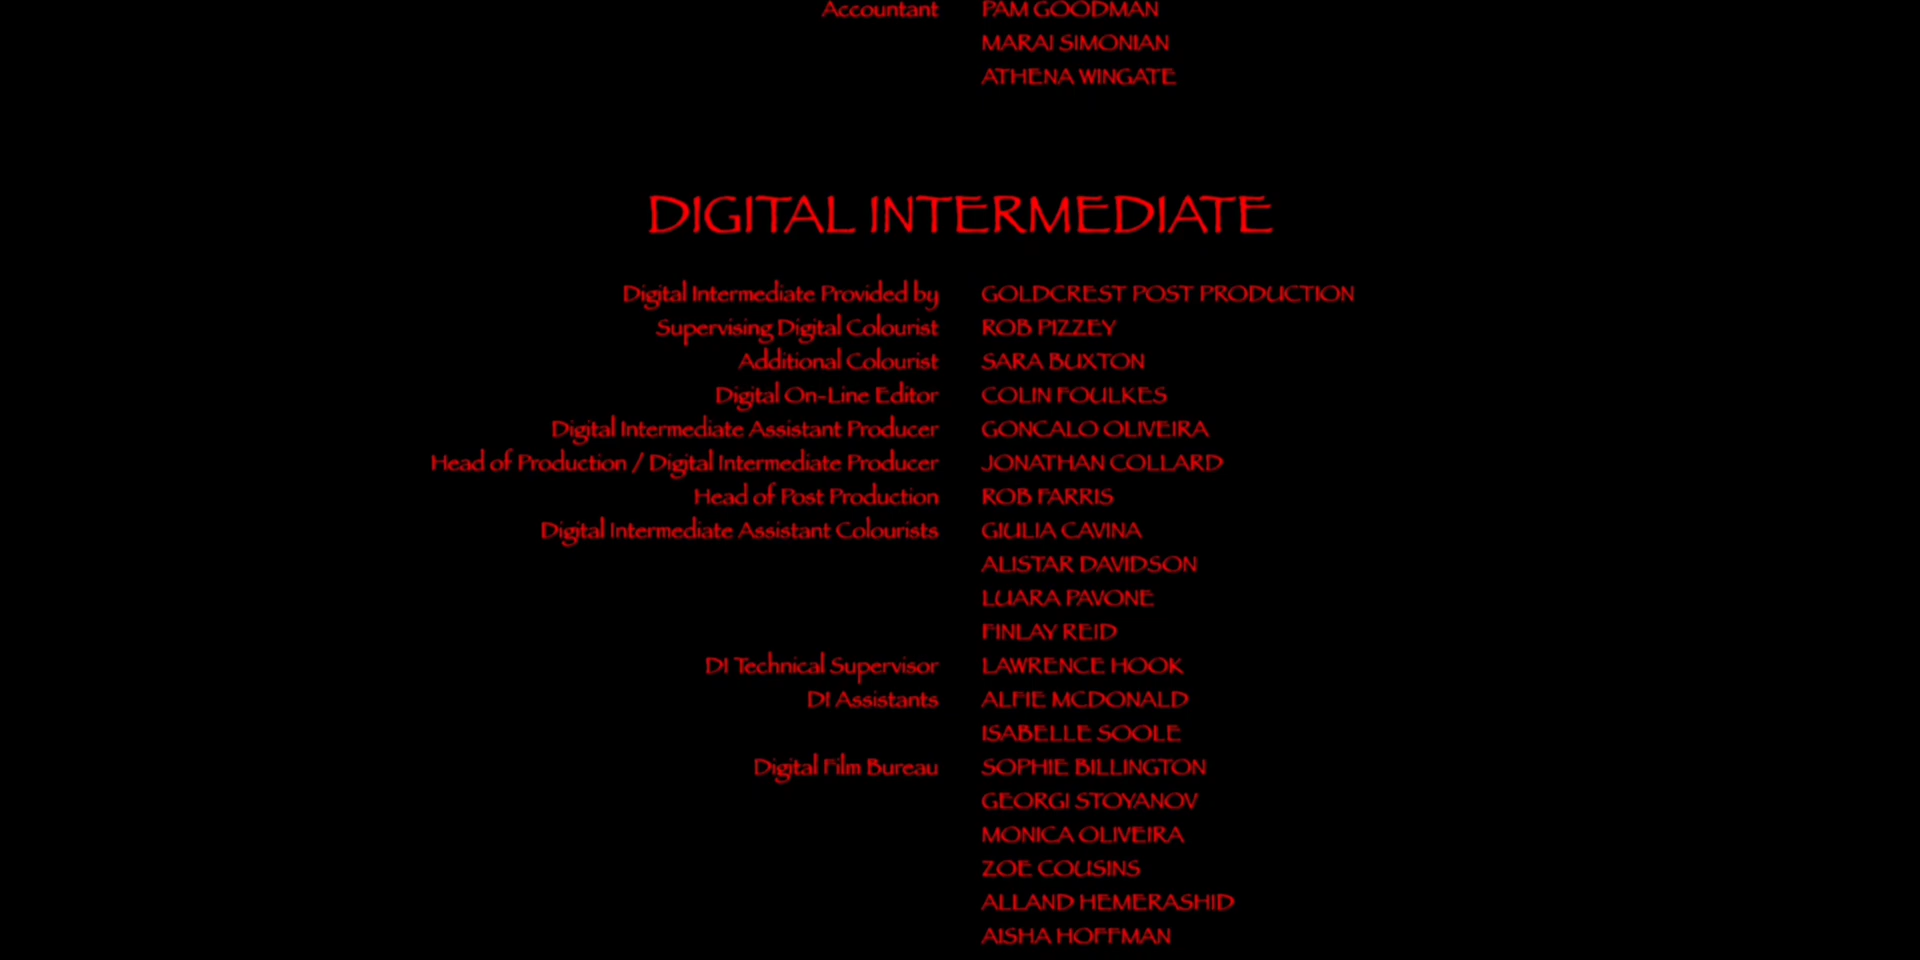 Accountant PAM GOODMAN
MARAI SIMONIAN
ATHENA WINGATE
DIGITAL INTERMEDIATE
Digital Intermediate Provided by GOLDCREST POST PRODUCTION
Supervising Digital Colourist ROB PIZZEY
Additional Colourist SARA BUXTON
Digital On-Line Editor COLIN FOULKES
Digital Intermediate Assistant Producer GONCALO OLIVEIRA
Head of Production / Digital Intermediate Producer JONATHAN COLLARD
Head of Post Production ROB FARRIS
Digital Intermediate Assistant Colourists GIULIA CAVINA
ALISTAR DAVIDSON
LUARA PAVONE
FINLAY REID
DI Technical Supervisor LAWRENCE HOOK
DI Assistants ALFIE MCDONALD
ISABELLE SOOLE
Digital Film Bureau SOPHIE BILLINGTON
GEORGI STOYANOV
MONICA OLIVEIRA
ZOE COUSINS
ALLAND HEMERASHID
AISHA HOFFMAN